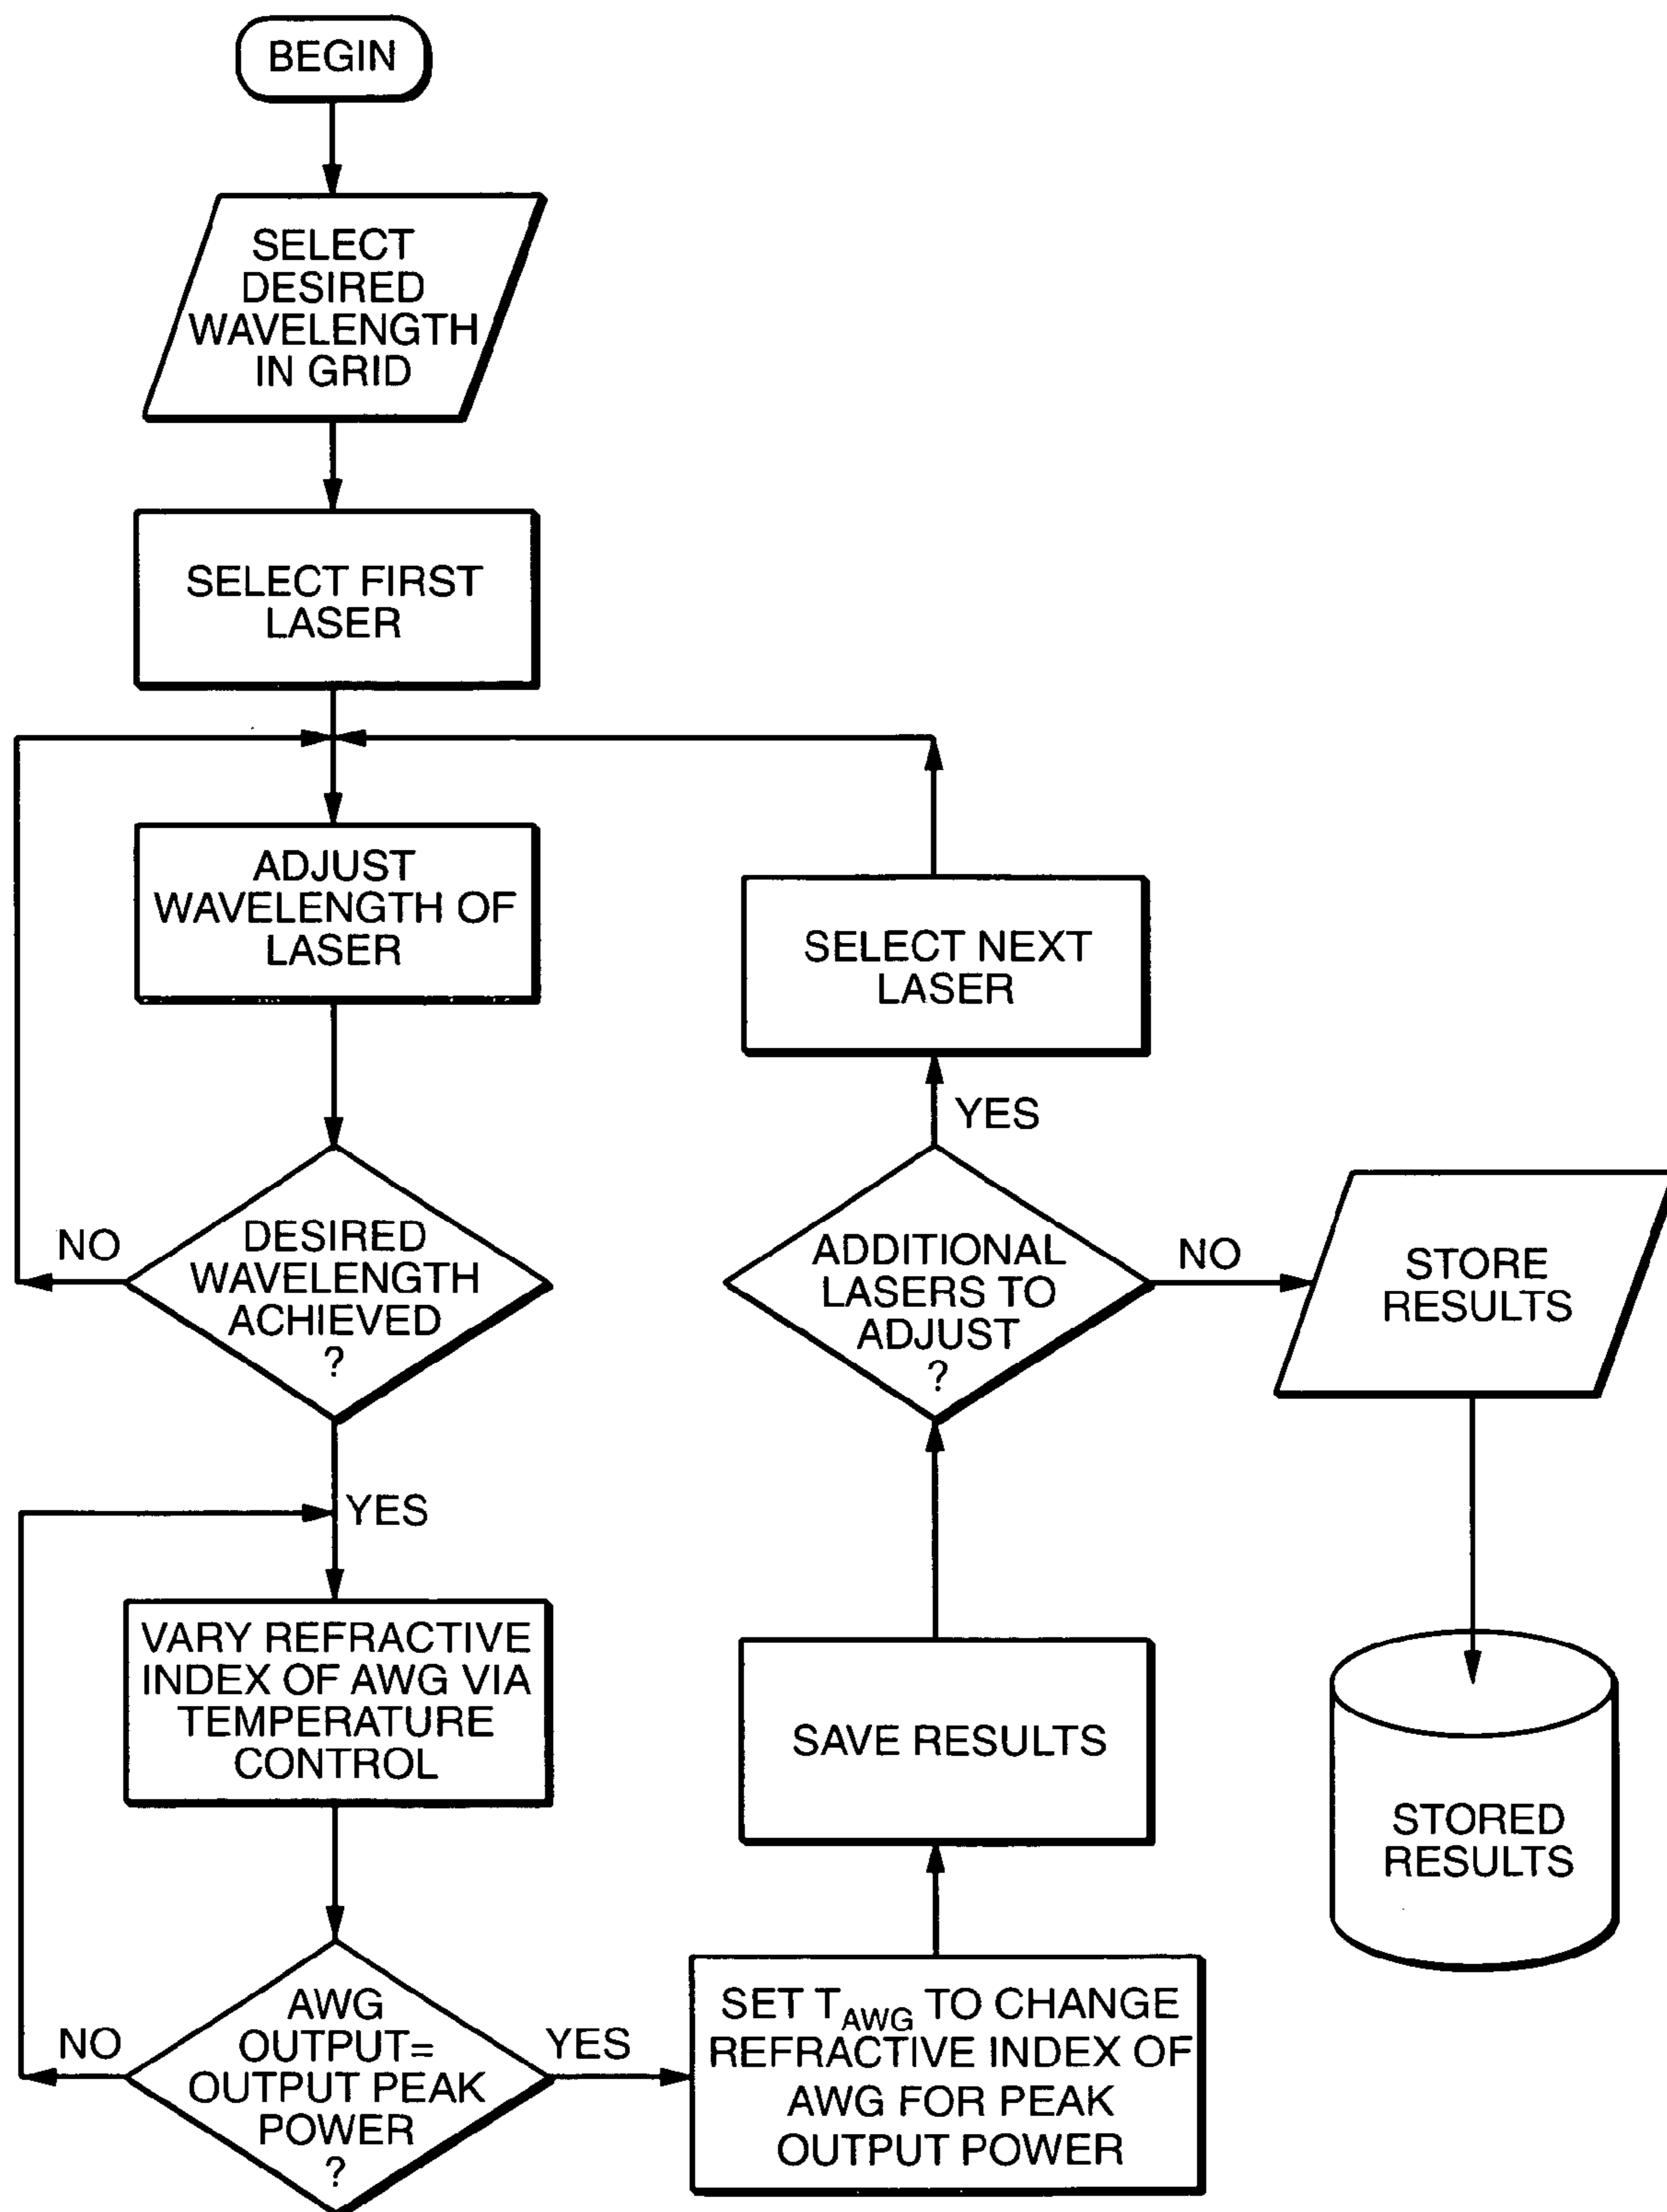 BEGIN
SELECT
DESIRED
WAVELENGTH
IN GRID
SELECT FIRST
LASER
ADJUST
WAVELENGTH OF
LASER
DESIRED
WAVELENGTH
ACHIEVED
?
NO
YES
VARY REFRACTIVE
INDEX OF AWG VIA
TEMPERATURE
CONTROL
AWG
OUTPUT=
OUTPUT PEAK
POWER
?
NO
YES
SET TAWG TO CHANGE
REFRACTIVE INDEX OF
AWG FOR PEAK
OUTPUT POWER
SAVE RESULTS
ADDITIONAL
LASERS TO
ADJUST
?
YES
SELECT NEXT
LASER
NO
STORE
RESULTS
STORED
RESULTS